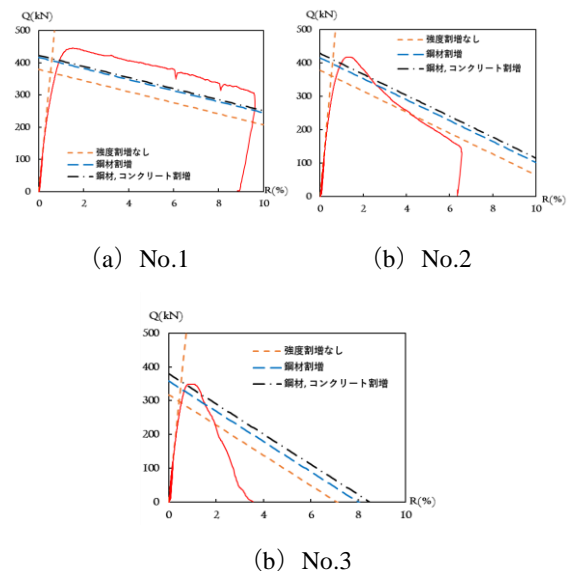 Q(kN)
500
400
300
200
100
0
強度割増なし
鋼材割増
鋼材, コンクリート割増
R(%)
0 2 4 6 8 10
(a) No.1
Q(kN)
500
400
300
200
100
0
強度割増なし
鋼材割増
鋼材, コンクリート割増
R(%)
0 2 4 6 8 10
(b) No.2
Q(kN)
500
400
300
200
100
0
強度割増なし
鋼材割増
鋼材, コンクリート割増
R(%)
0 2 4 6 8 10
(b) No.3